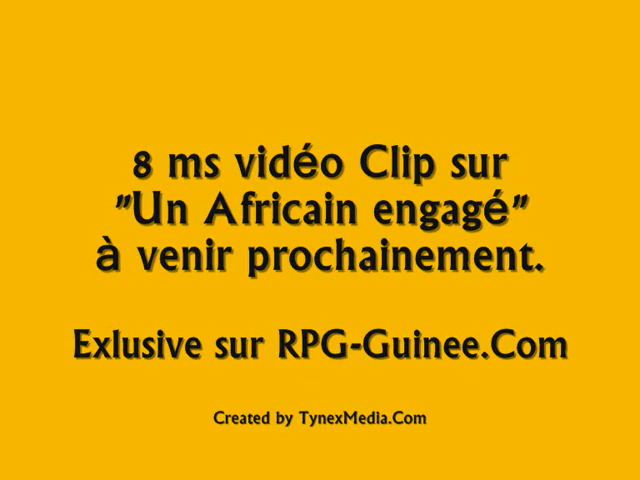 8 ms vidéo Clip sur
"Un Africain engagé"
à venir prochainement.
Exlusive sur RPG-Guinee.Com
Created by TynexMedia.Com